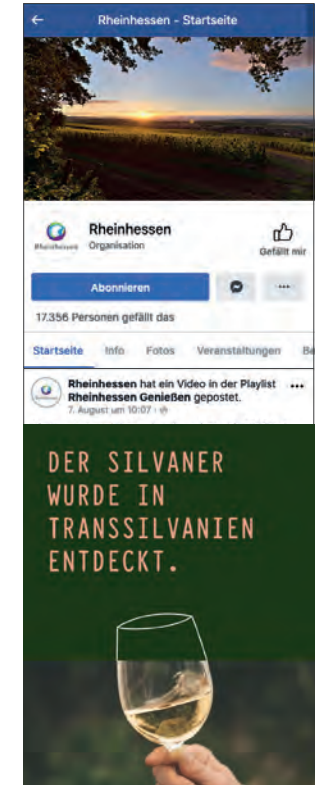 Rheinhessen - Startseite
Rheinhessen
Organisation
Gefällt mir
Abonnieren
17.356 Personen gefällt das
Startseite Info Fotos Veranstaltungen Be
Rheinhessen hat ein Video in der Playlist
Rheinhessen Genießen gepostet.
7. August um 10:07
DER SILVANER
WURDE IN
TRANSSILVANIEN
ENTDECKT.